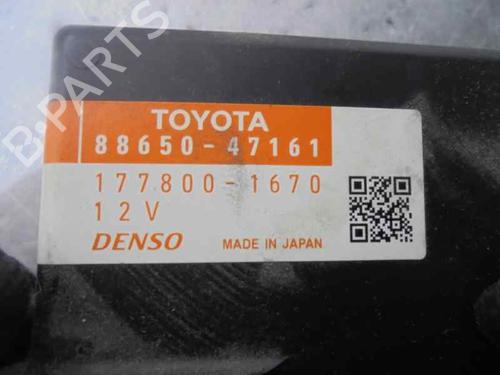 TOYOTA
88650-47161
177800-1670
12V
DENSO MADE IN JAPAN
B-PARTS